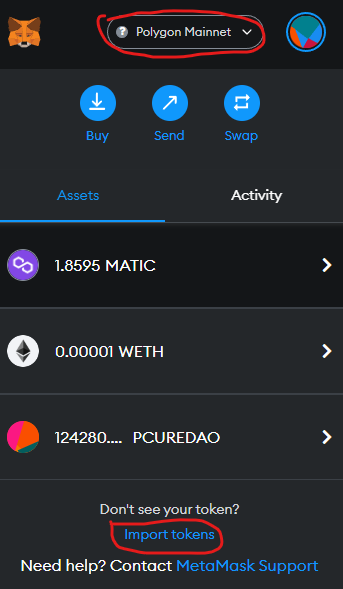 Polygon Mainnet
Buy Send Swap
Assets Activity
1.8595 MATIC
0.00001 WETH
124280.... PCUREDAO
Don't see your token?
Import tokens
Need help? Contact MetaMask Support